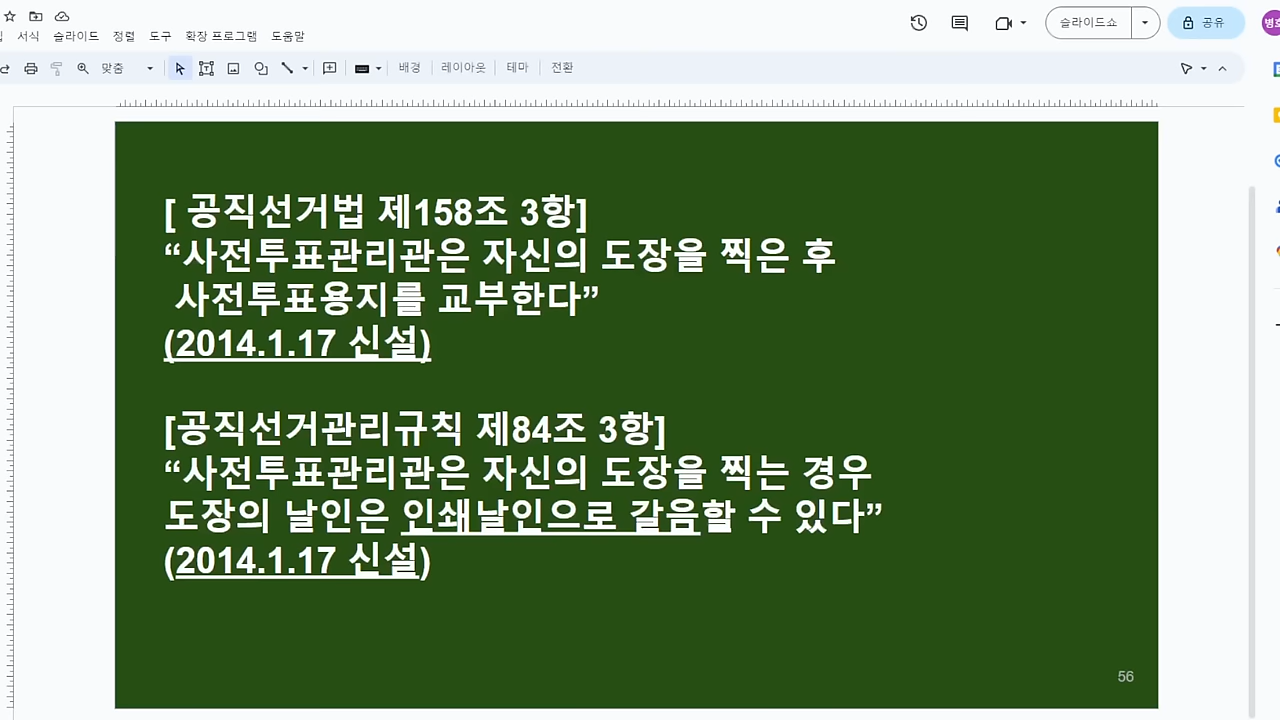 서식 슬라이드 정렬 도구 확장 프로그램 도움말
슬라이드쇼
공유
병호
맞춤
배경 레이아웃 테마 전환
[ 공직선거법 제158조 3항]
“사전투표관리관은 자신의 도장을 찍은 후
사전투표용지를 교부한다”
(2014.1.17 신설)
[공직선거관리규칙 제84조 3항]
“사전투표관리관은 자신의 도장을 찍는 경우
도장의 날인은 인쇄날인으로 갈음할 수 있다”
(2014.1.17 신설)
56